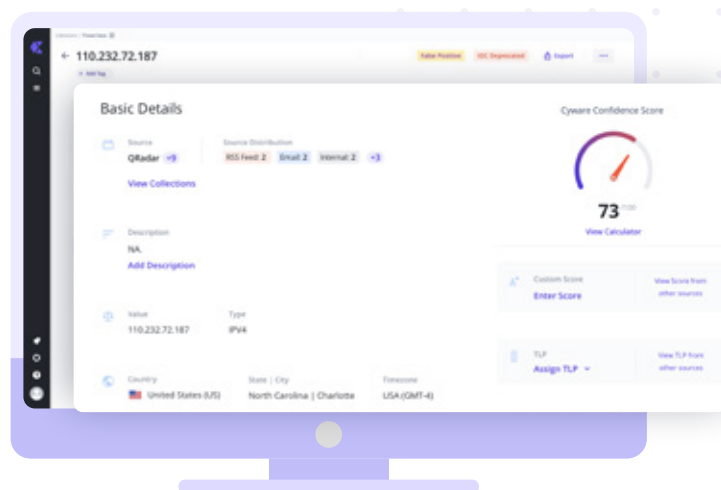 110.232.72.187
False Positive
IOC Deprecated
Export
Add Tag
Basic Details
Cyware Confidence Score
Source
Source Distribution
QRadar +9
RSS Feed: 2
Email: 2
Internal: 2
+3
View Collections
73 /100
View Calculator
Description
NA.
Add Description
Custom Score
Enter Score
View Score from
other sources
Value
Type
110.232.72.187
IPV4
TLP
Assign TLP
View TLP from
other sources
Country
State | City
Timezone
United States (US)
North Carolina | Charlotte
USA (GMT-4)